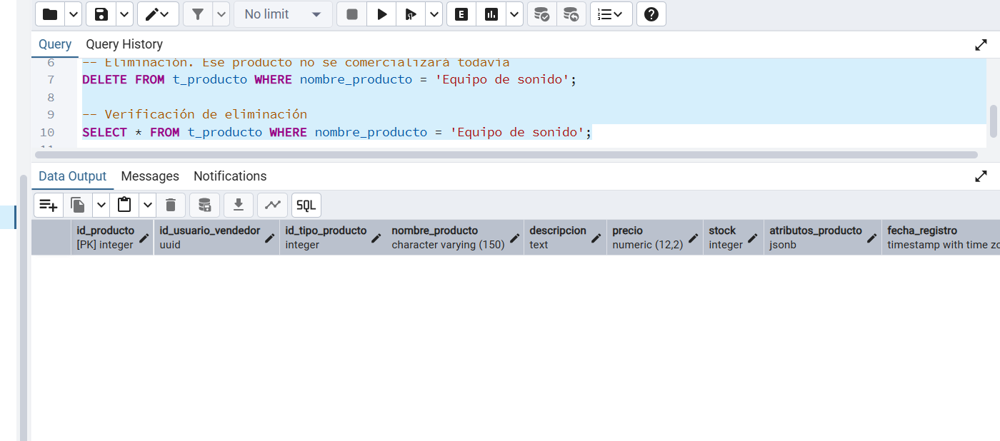 No limit
E
SQL
Query Query History
6 -- Eliminación. Ese producto no se comercializará todavía
7 DELETE FROM t_producto WHERE nombre_producto = 'Equipo de sonido';
8
9 -- Verificación de eliminación
10 SELECT * FROM t_producto WHERE nombre_producto = 'Equipo de sonido';
11
Data Output Messages Notifications
SQL
id_producto id_usuario_vendedor id_tipo_producto nombre_producto descripcion precio stock atributos_producto fecha_registro
[PK] integer uuid integer character varying (150) text numeric (12,2) integer jsonb timestamp with time zo